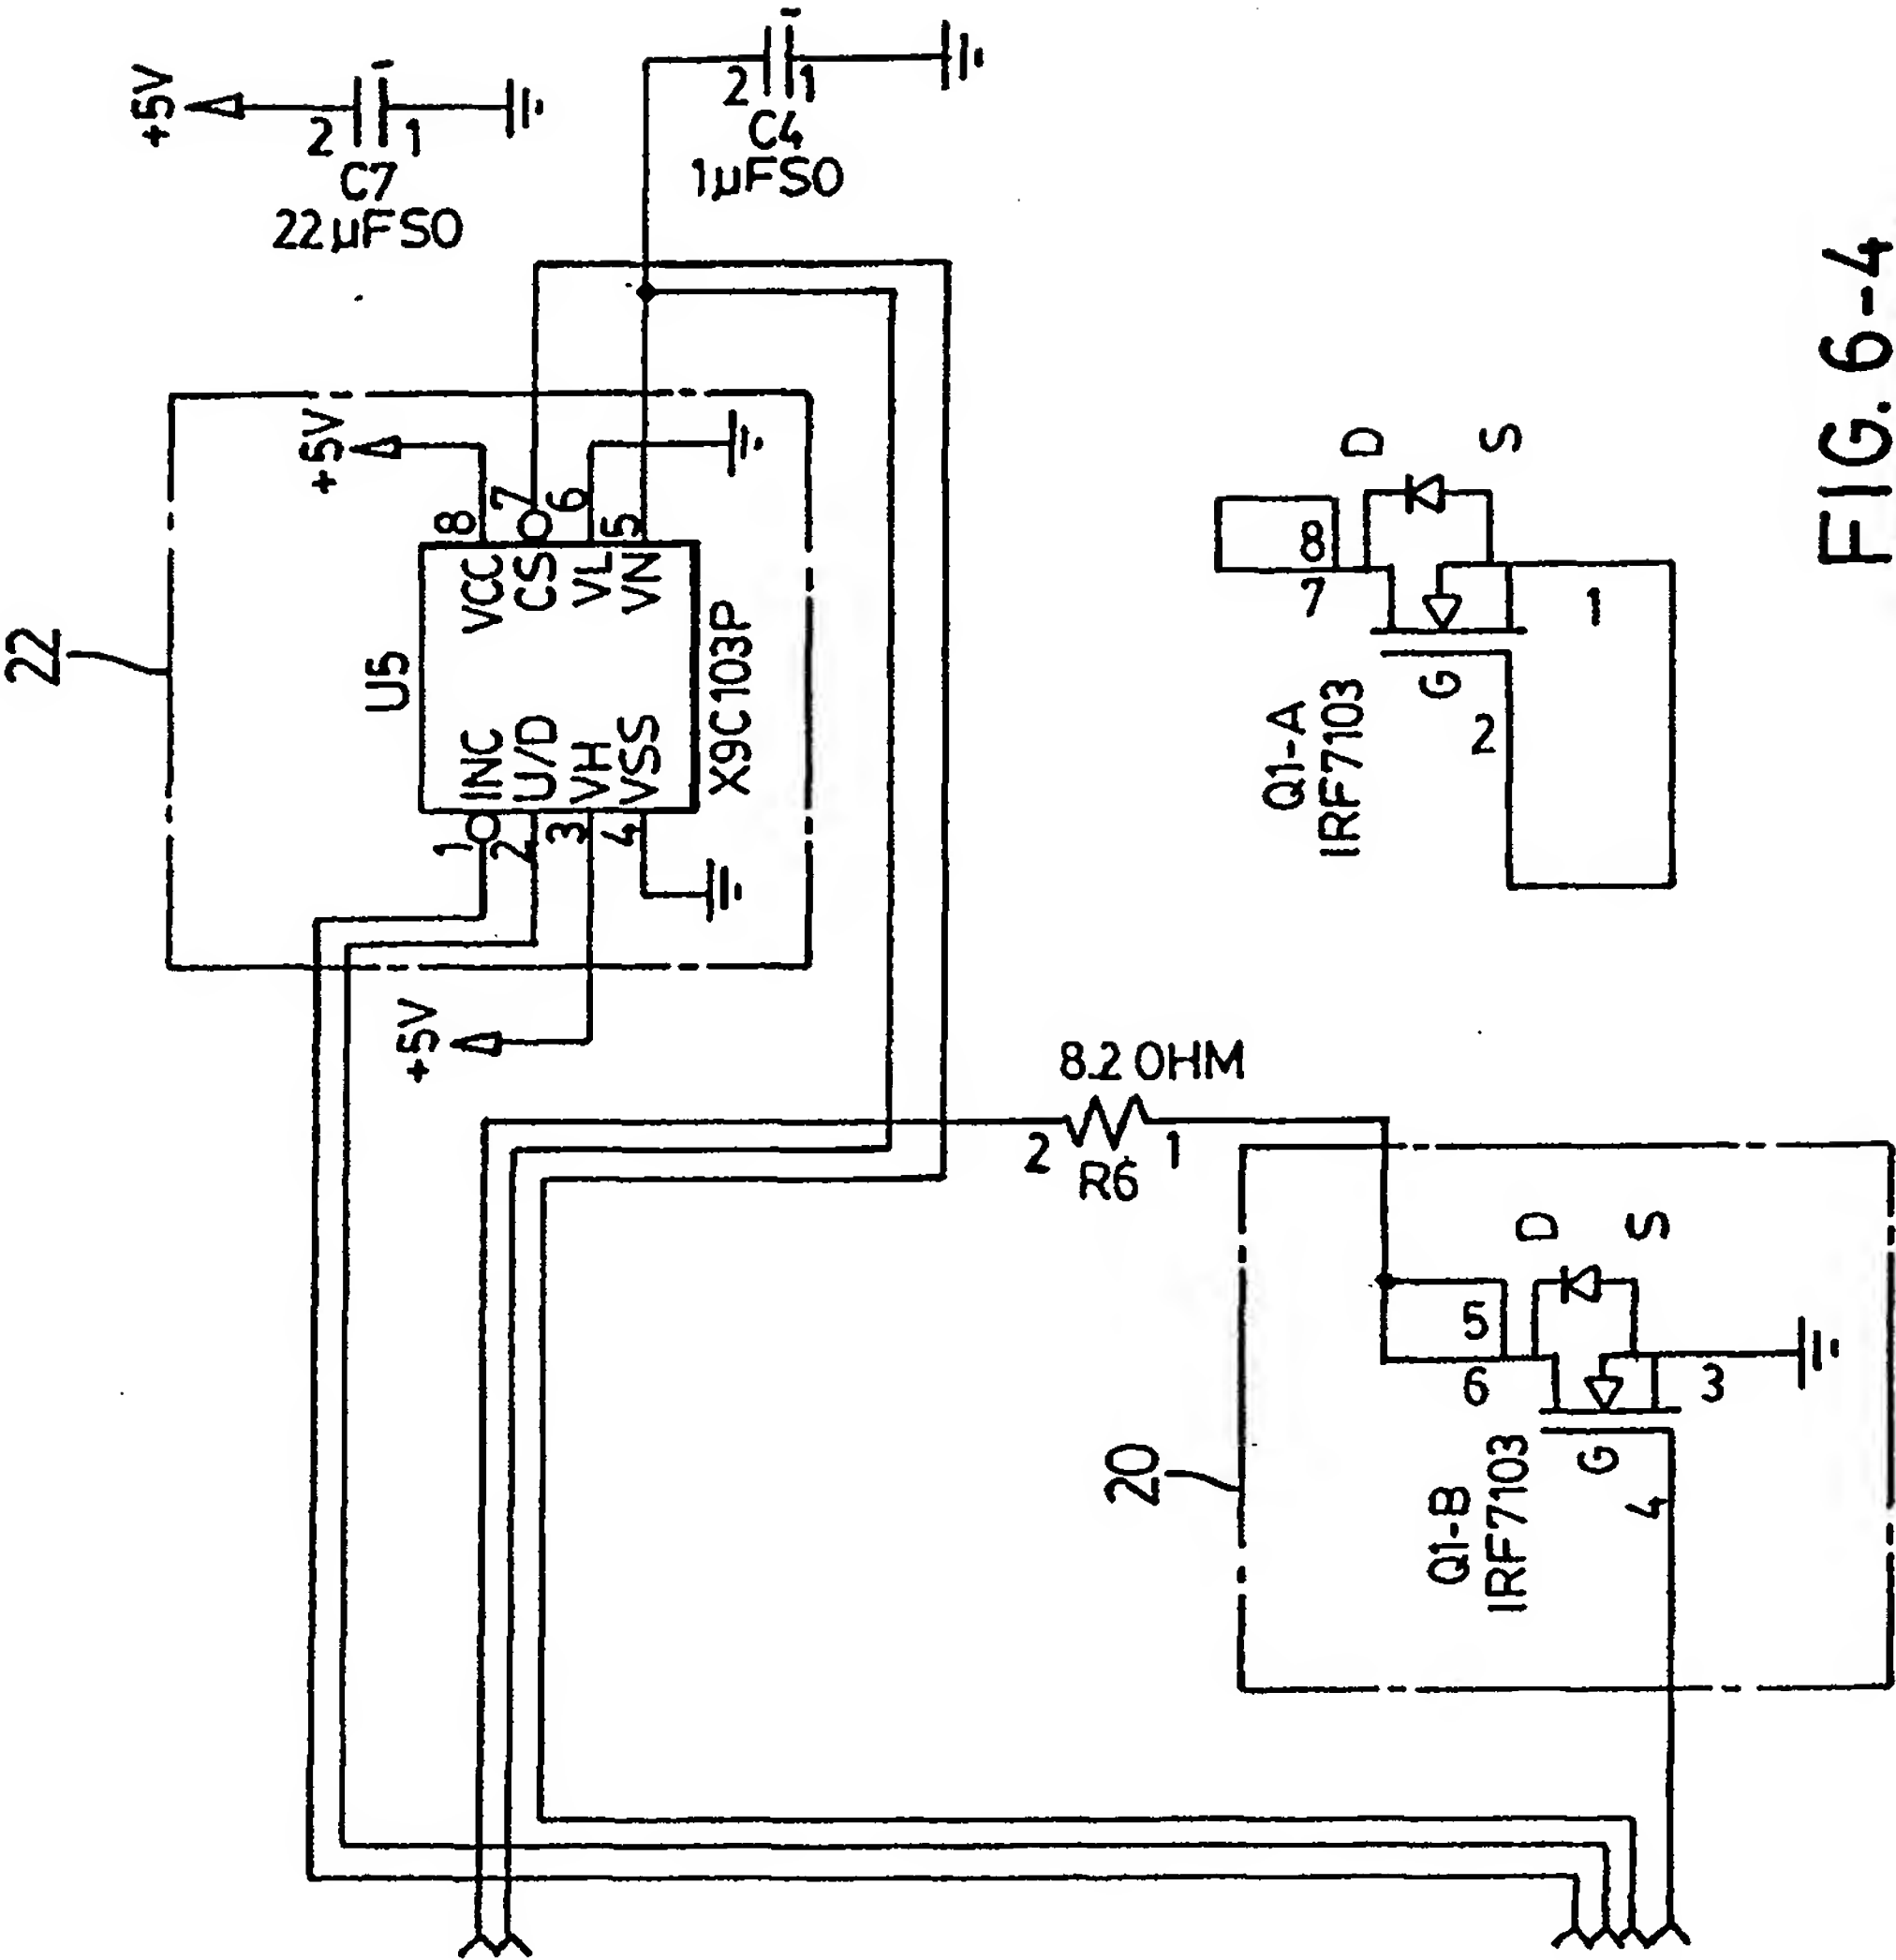 +5V
2 1
C7
22µFSO
2 1
C4
1µFSO
22
+5V
U5
1 INC VCC 8
2 U/D CS 7
3 VH VL 6
4 VSS VN 5
X9C103P
+5V
8.2 OHM
2 1
R6
20
Q1-B
IRF7103
6 5
D
S
G
4
3
Q1-A
IRF7103
7 8
D
S
G
2
1
FIG. 6-4